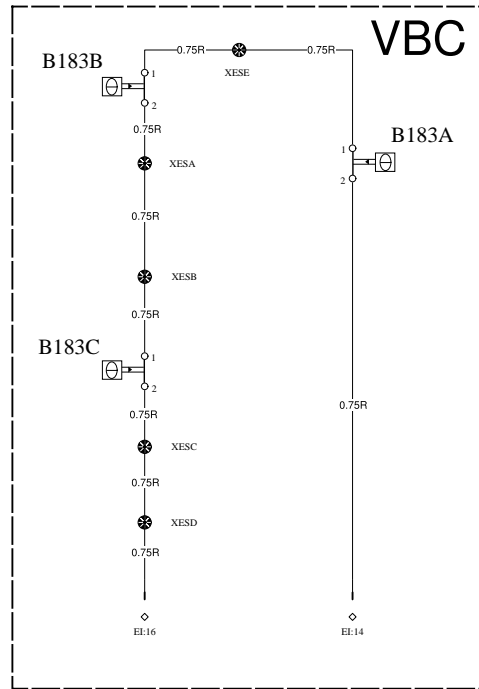 VBC
0.75R
0.75R
XESE
B183B
1
2
0.75R
B183A
1
2
XESA
0.75R
XESB
0.75R
B183C
1
2
0.75R
0.75R
XESC
0.75R
XESD
0.75R
EI:16
EI:14